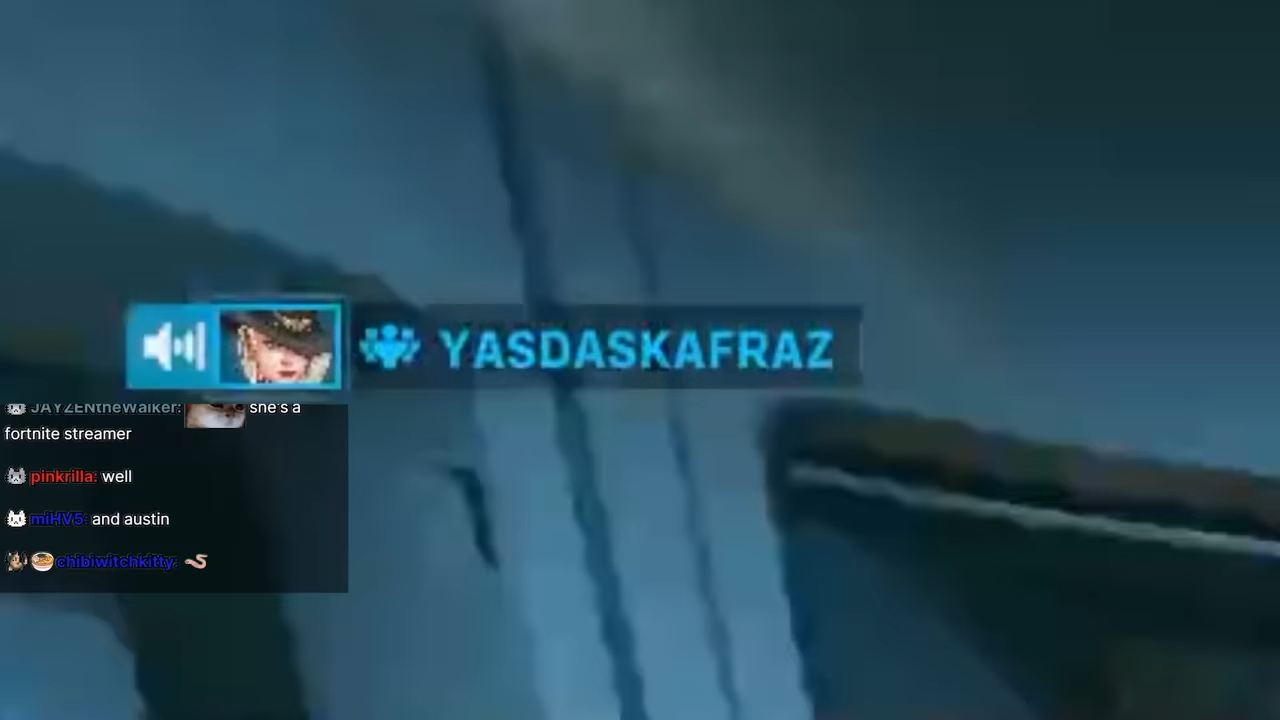 YASDASKAFRAZ
JAYZENtheWalker: she's a
fortnite streamer
pinkrilla: well
miHV5: and austin
chibiwitchkitty: